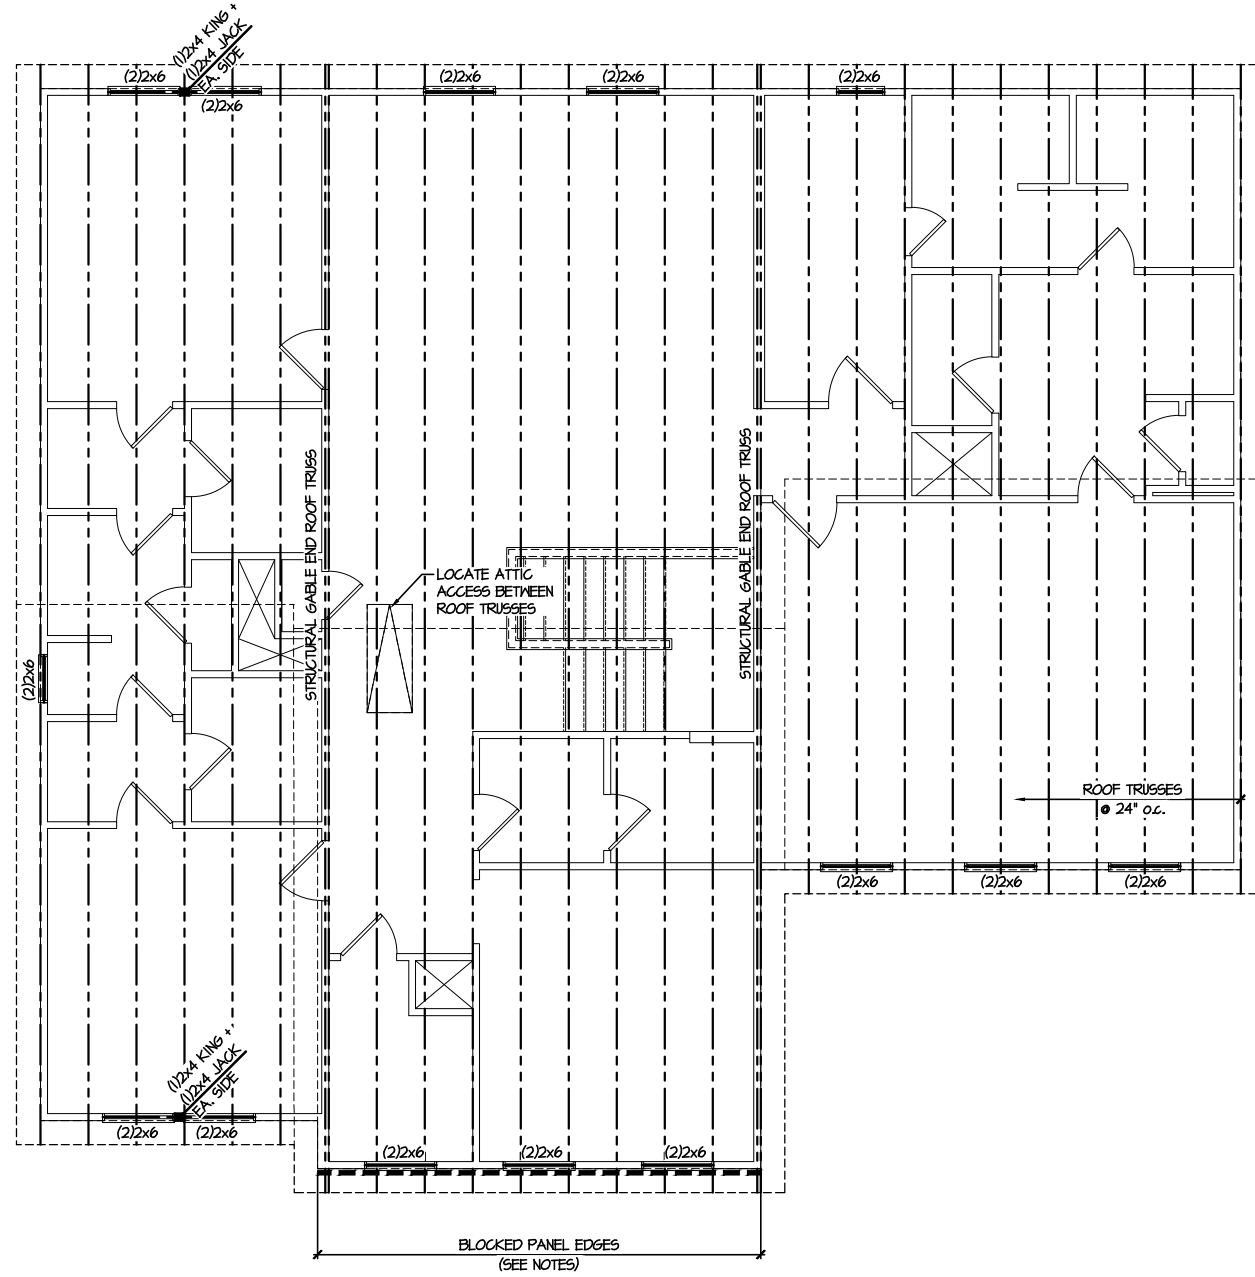 (1)2x4 KING +
(1)2x4 JACK
EA. SIDE
(2)2x6
(2)2x6
(2)2x6
(2)2x6
(2)2x6
STRUCTURAL GABLE END ROOF TRUSS
STRUCTURAL GABLE END ROOF TRUSS
LOCATE ATTIC
ACCESS BETWEEN
ROOF TRUSSES
(2)2x6
ROOF TRUSSES
@ 24" o.c.
(2)2x6
(2)2x6
(2)2x6
(1)2x4 KING +
(1)2x4 JACK
EA. SIDE
(2)2x6
(2)2x6
(2)2x6
(2)2x6
(2)2x6
BLOCKED PANEL EDGES
(SEE NOTES)